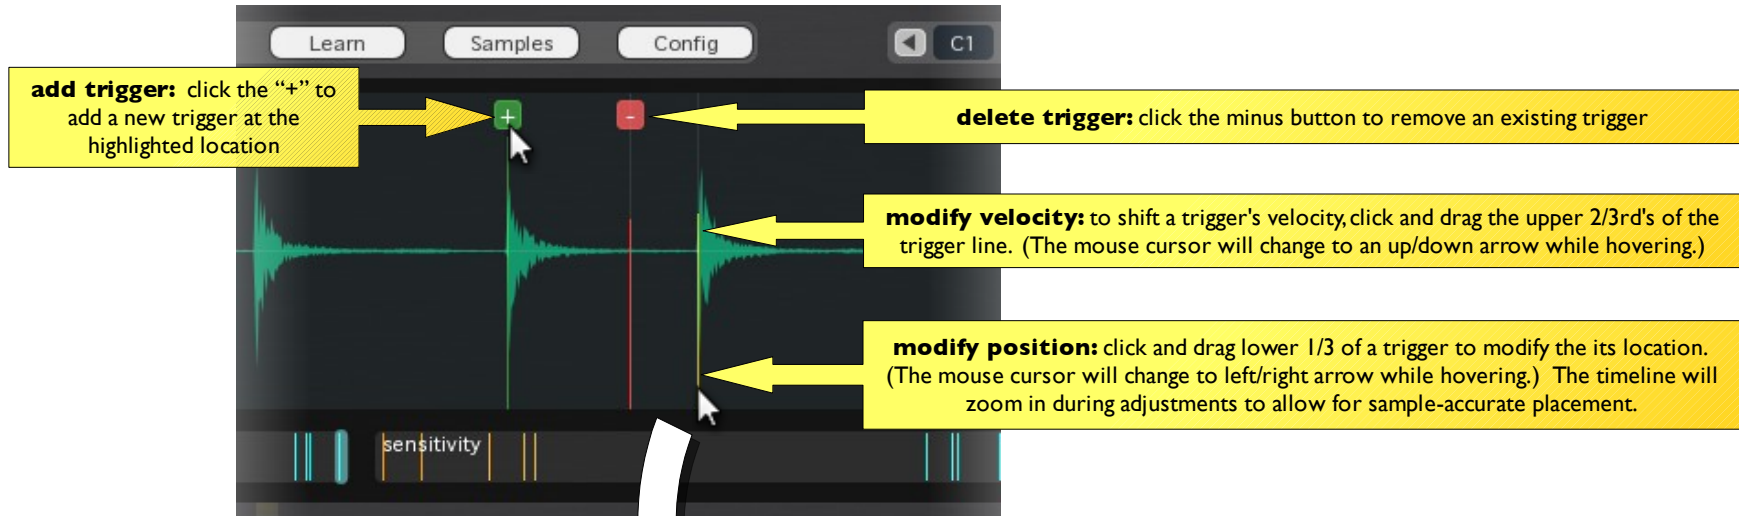 Learn
Samples
Config
C1
add trigger: click the “+” to
add a new trigger at the
highlighted location
+
-
delete trigger: click the minus button to remove an existing trigger
modify velocity: to shift a trigger's velocity, click and drag the upper 2/3rd's of the
trigger line. (The mouse cursor will change to an up/down arrow while hovering.)
modify position: click and drag lower 1/3 of a trigger to modify the its location.
(The mouse cursor will change to left/right arrow while hovering.) The timeline will
zoom in during adjustments to allow for sample-accurate placement.
sensitivity